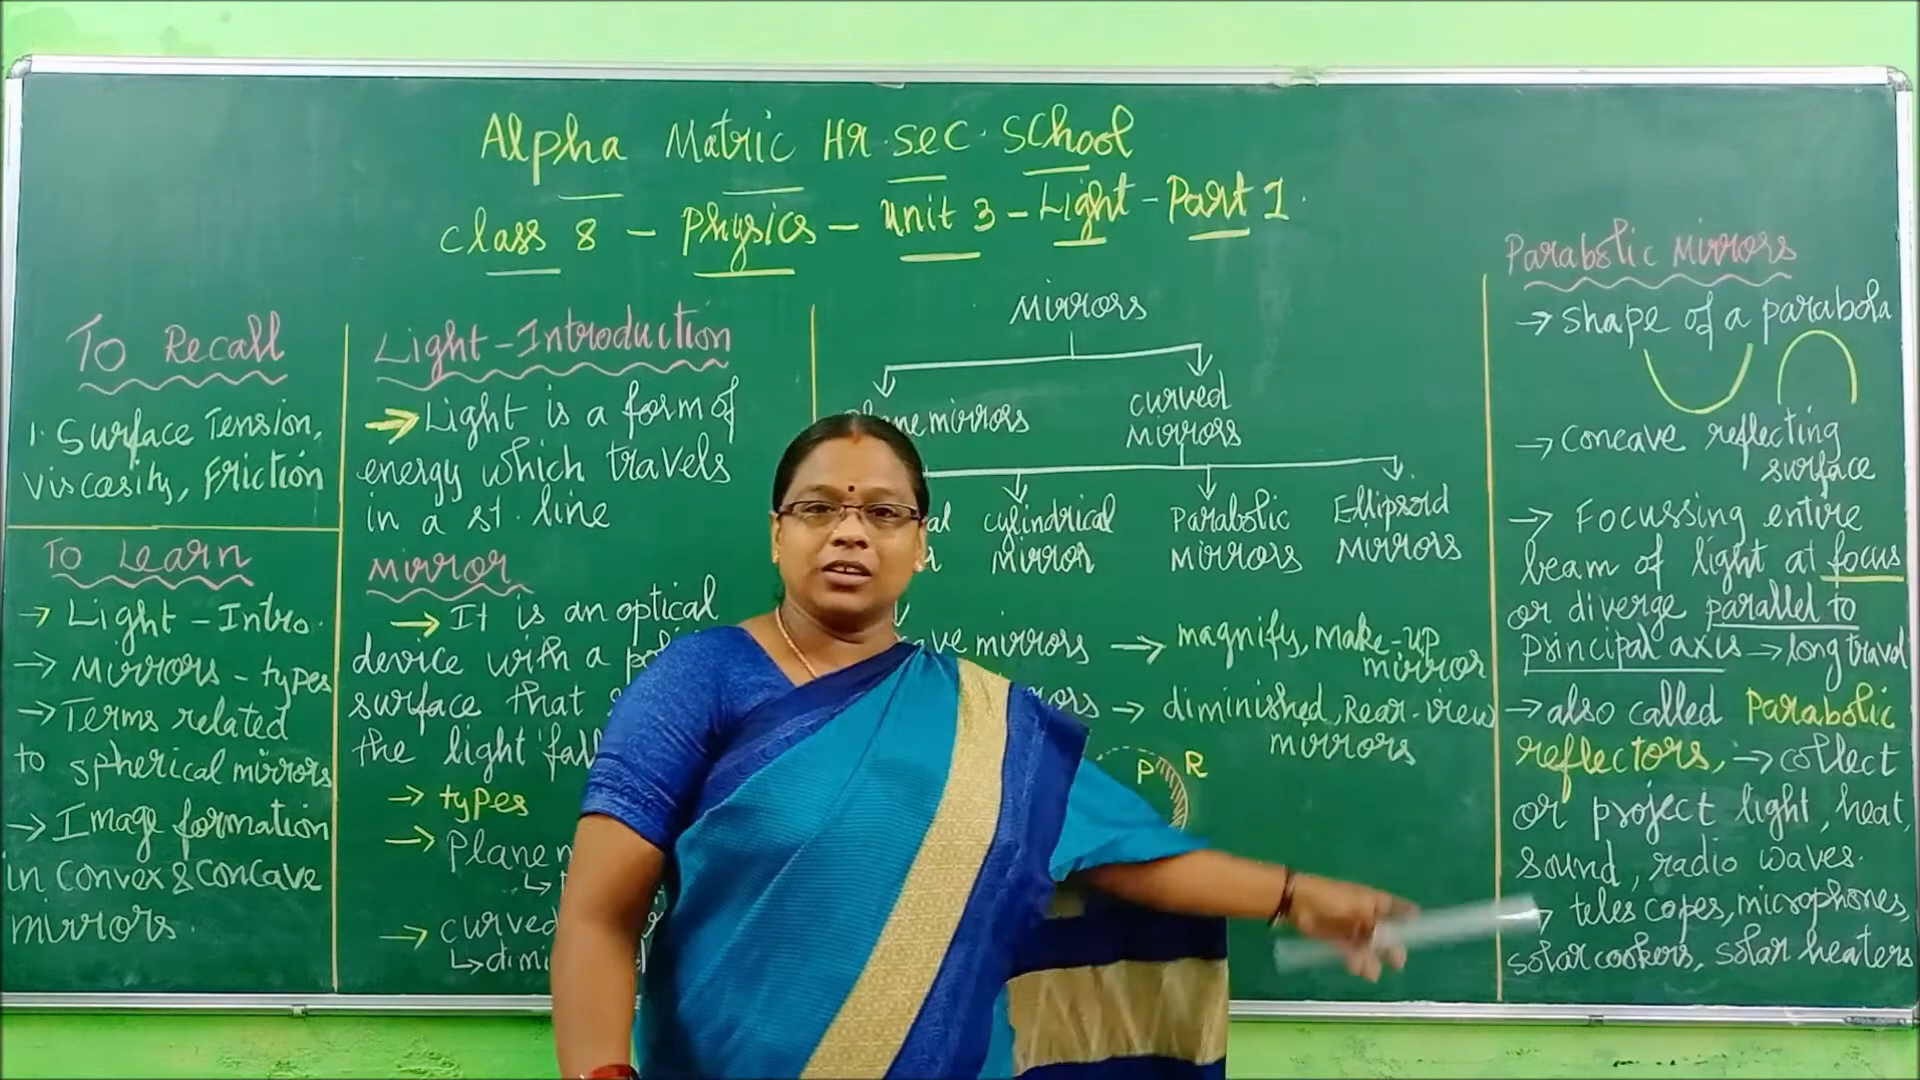 Alpha Matric Hr. Sec. School
Class 8 - Physics - Unit 3 - Light - Part 1.
To Recall
1. Surface Tension,
Viscosity, Friction
To Learn
→ Light - Intro.
→ Mirrors - types
→ Terms related
to spherical mirrors
→ Image formation
in convex & concave
mirrors.
Light - Introduction
→ Light is a form of
energy which travels
in a st. line
Mirror
→ It is an optical
device with a
surface that
the light
→ types
→ Plane
→ curved
Mirrors
mirrors
curved
mirrors
cylindrical
mirror
Parabolic
mirrors
Ellipsoid
mirrors
mirrors → magnify, make-up
mirror
→ diminished, Rear-view
mirrors
P R
Parabolic Mirrors
→ shape of a parabola
→ concave reflecting
surface
→ Focussing entire
beam of light at focus
or diverge parallel to
principal axis → long travel
→ also called Parabolic
reflectors, → collect
or project light, heat,
sound, radio waves.
telescopes, microphones,
solar cookers, solar heaters